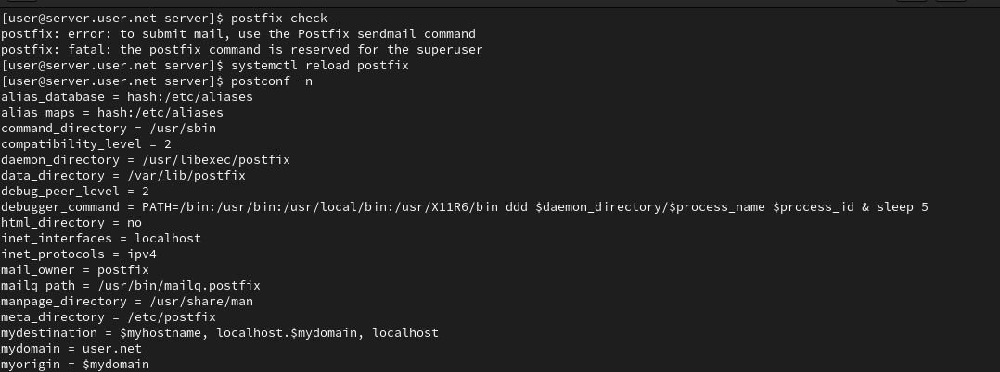 [user@server.user.net server]$ postfix check
postfix: error: to submit mail, use the Postfix sendmail command
postfix: fatal: the postfix command is reserved for the superuser
[user@server.user.net server]$ systemctl reload postfix
[user@server.user.net server]$ postconf -n
alias_database = hash:/etc/aliases
alias_maps = hash:/etc/aliases
command_directory = /usr/sbin
compatibility_level = 2
daemon_directory = /usr/libexec/postfix
data_directory = /var/lib/postfix
debug_peer_level = 2
debugger_command = PATH=/bin:/usr/bin:/usr/local/bin:/usr/X11R6/bin ddd $daemon_directory/$process_name $process_id & sleep 5
html_directory = no
inet_interfaces = localhost
inet_protocols = ipv4
mail_owner = postfix
mailq_path = /usr/bin/mailq.postfix
manpage_directory = /usr/share/man
meta_directory = /etc/postfix
mydestination = $myhostname, localhost.$mydomain, localhost
mydomain = user.net
myorigin = $mydomain